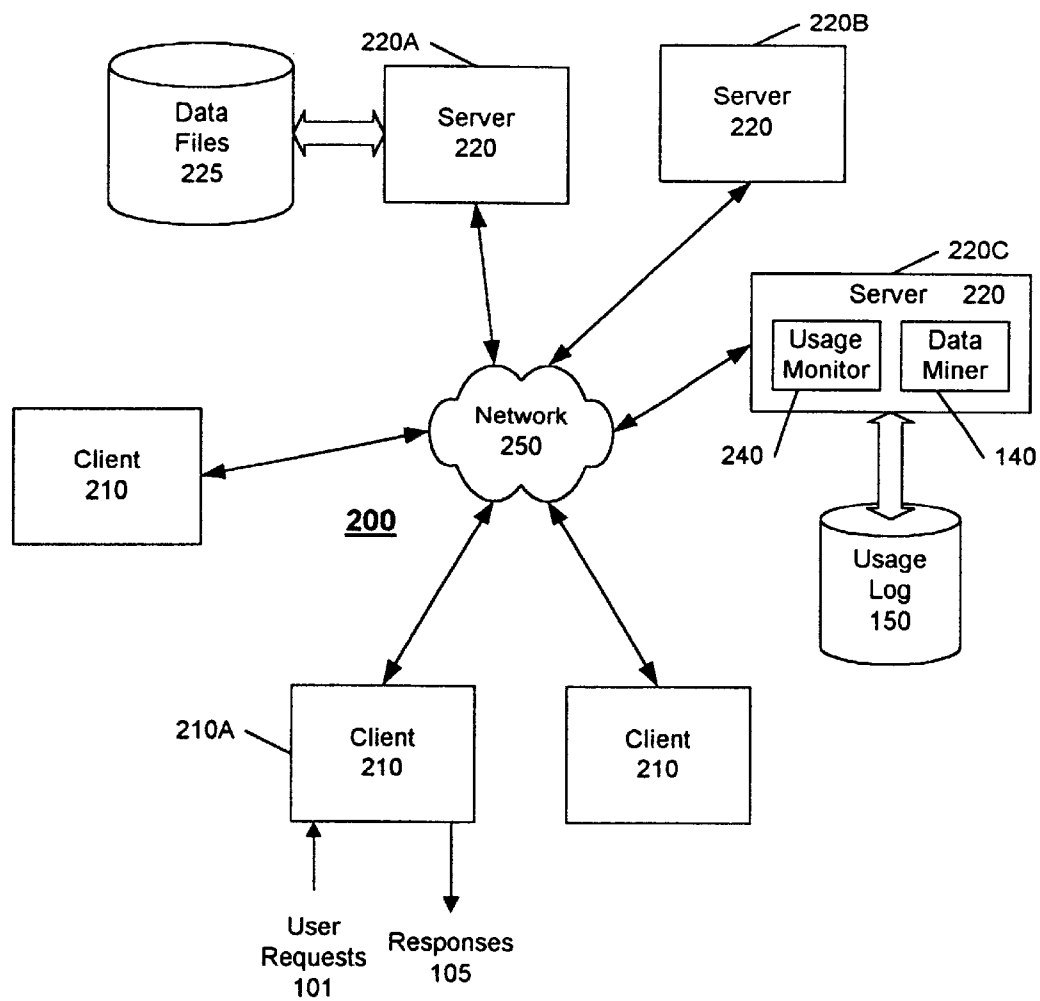 220A
220B
Data
Files
225
Server
220
Server
220
220C
Server 220
Usage
Monitor
Data
Miner
240
140
Network
250
Client
210
200
Usage
Log
150
210A
Client
210
Client
210
User
Requests
101
Responses
105